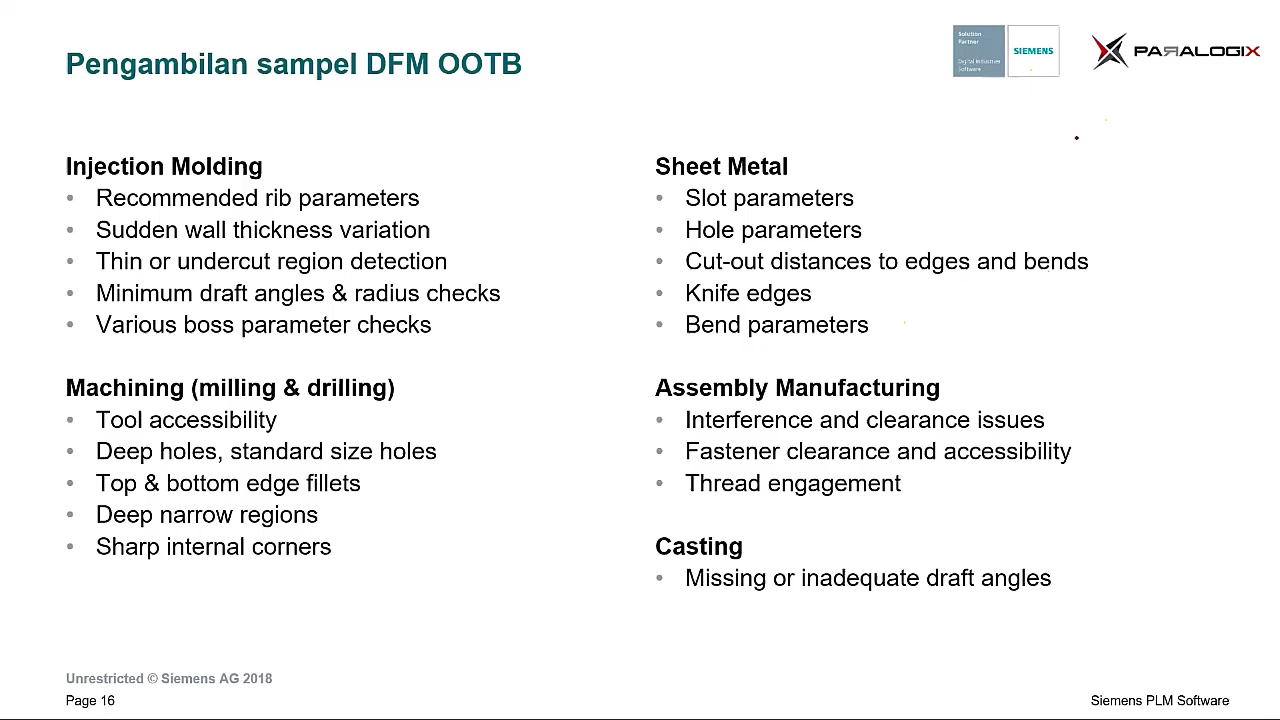 Pengambilan sampel DFM OOTB
Solution
Partner
Digital Industries
Software
SIEMENS
PARALOGIX
Injection Molding
• Recommended rib parameters
• Sudden wall thickness variation
• Thin or undercut region detection
• Minimum draft angles & radius checks
• Various boss parameter checks
Machining (milling & drilling)
• Tool accessibility
• Deep holes, standard size holes
• Top & bottom edge fillets
• Deep narrow regions
• Sharp internal corners
Sheet Metal
• Slot parameters
• Hole parameters
• Cut-out distances to edges and bends
• Knife edges
• Bend parameters
Assembly Manufacturing
• Interference and clearance issues
• Fastener clearance and accessibility
• Thread engagement
Casting
• Missing or inadequate draft angles
Unrestricted © Siemens AG 2018
Page 16
Siemens PLM Software